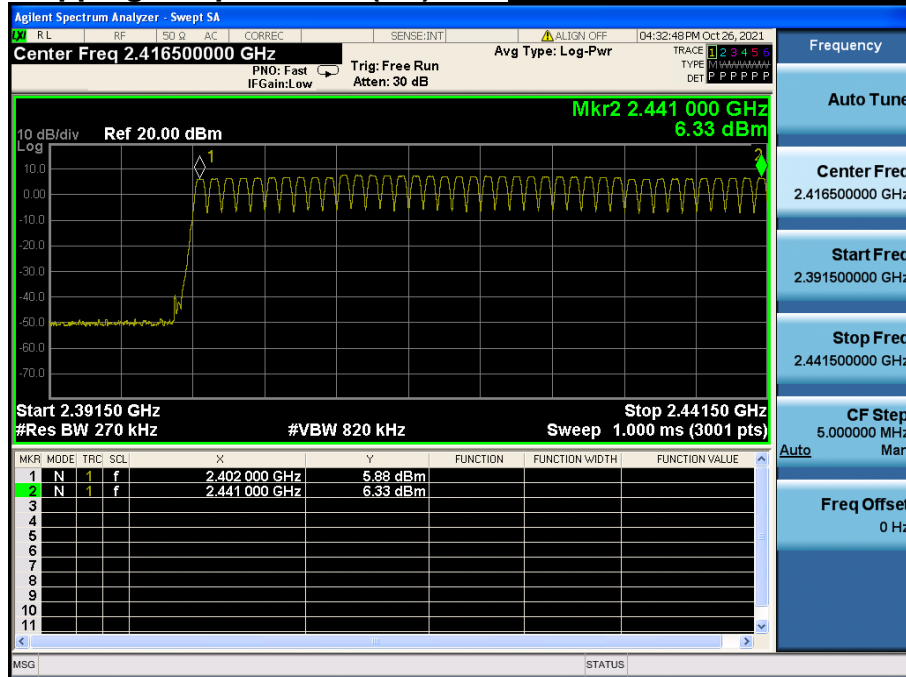 Agilent Spectrum Analyzer - Swept SA
LXI RL RF 50 Ω AC CORREC SENSE:INT ALIGN OFF 04:32:48 PM Oct 26, 2021
Center Freq 2.416500000 GHz
PNO: Fast
IFGain:Low
Trig: Free Run
Atten: 30 dB
Avg Type: Log-Pwr
TRACE 1 2 3 4 5 6
TYPE M
DET P P P P P P
Mkr2 2.441 000 GHz
6.33 dBm
10 dB/div Ref 20.00 dBm
Log
1
2
10.0
0.00
-10.0
-20.0
-30.0
-40.0
-50.0
-60.0
-70.0
Start 2.39150 GHz Stop 2.44150 GHz
#Res BW 270 kHz #VBW 820 kHz Sweep 1.000 ms (3001 pts)
MKR MODE TRC SCL X Y FUNCTION FUNCTION WIDTH FUNCTION VALUE
1 N 1 f 2.402 000 GHz 5.88 dBm
2 N 1 f 2.441 000 GHz 6.33 dBm
3
4
5
6
7
8
9
10
11
MSG STATUS
Frequency
Auto Tune
Center Freq
2.416500000 GHz
Start Freq
2.391500000 GHz
Stop Freq
2.441500000 GHz
CF Step
5.000000 MHz
Auto Man
Freq Offset
0 Hz